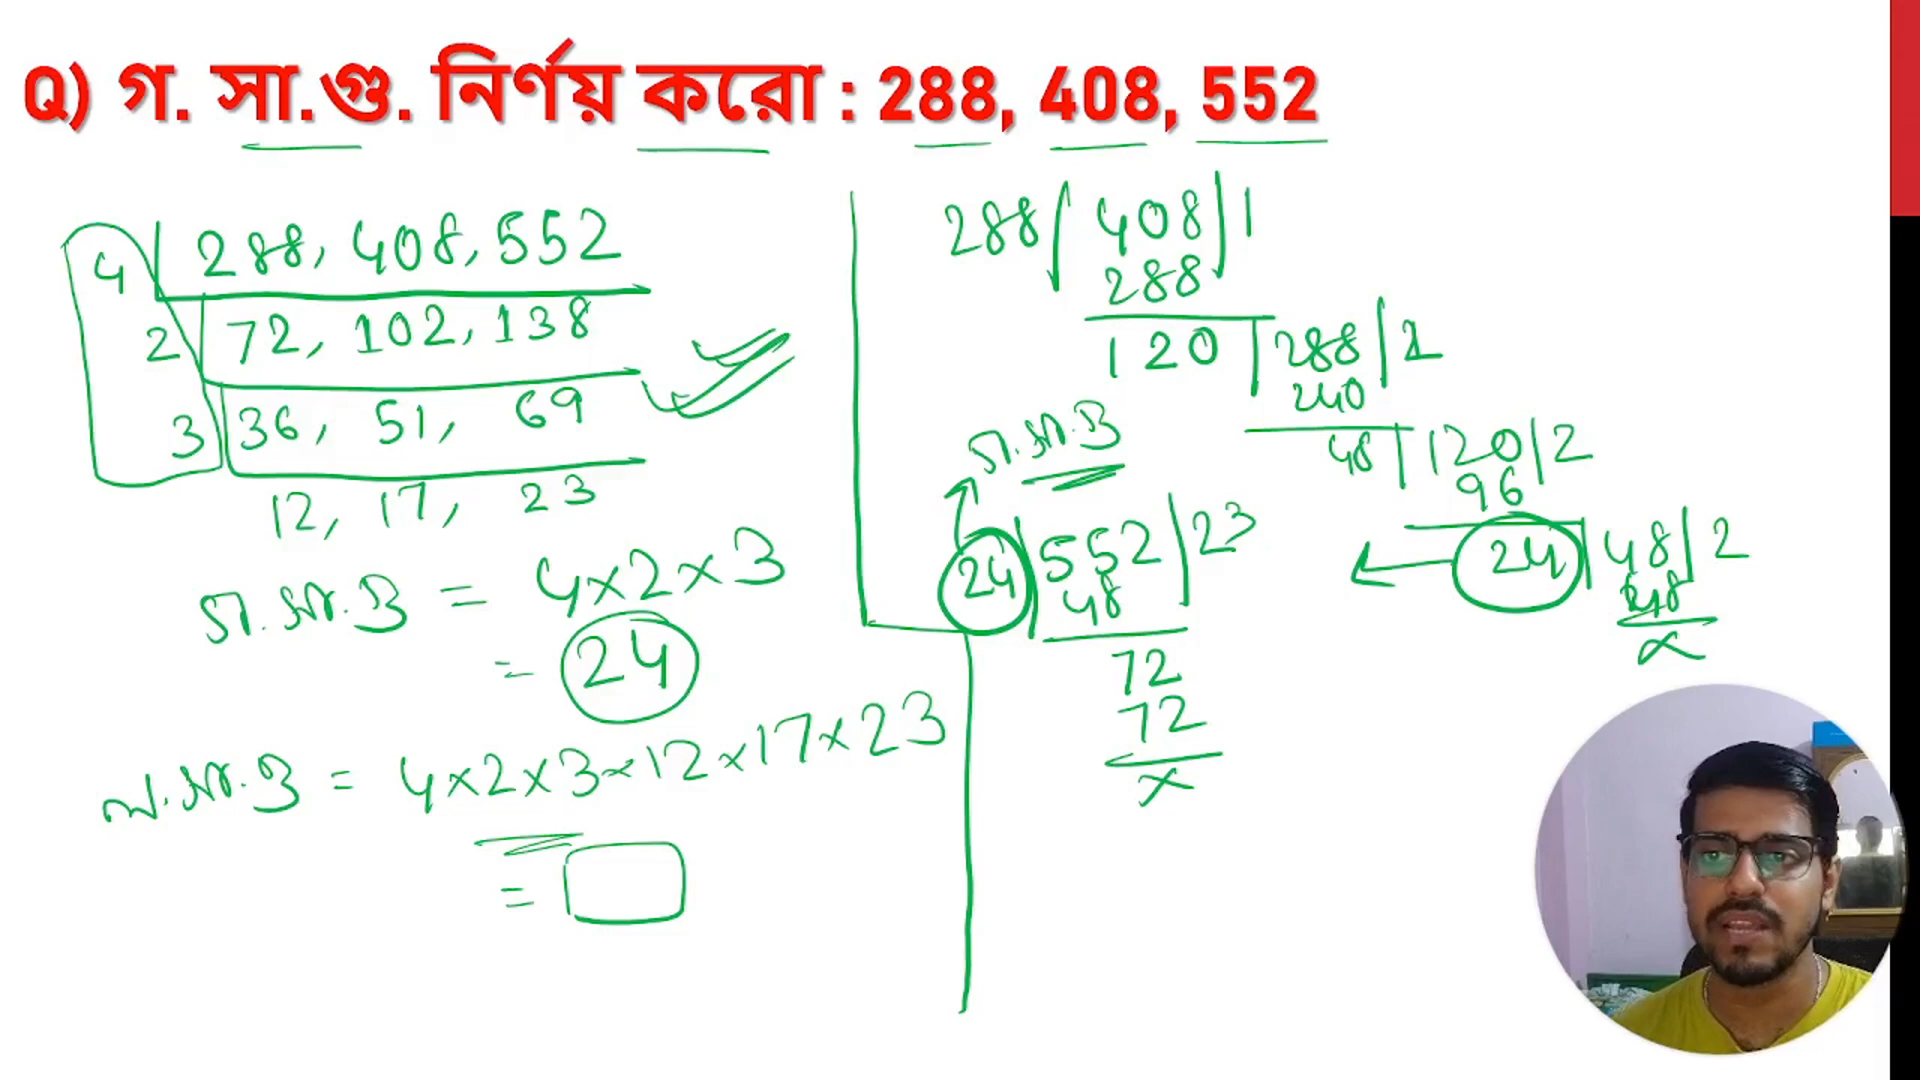 Q) গ. সা.গু. নির্ণয় করো : 288, 408, 552
4 288, 408, 552
2 72, 102, 138
3 36, 51, 69
12, 17, 23
গ.সা.গু = 4×2×3
= 24
ল.সা.গু = 4×2×3×12×17×23
=
288 408 1
288
120 288 2
240
48 120 2
96
24 48 2
48
×
গ.সা.গু
24 552 23
48
72
72
×